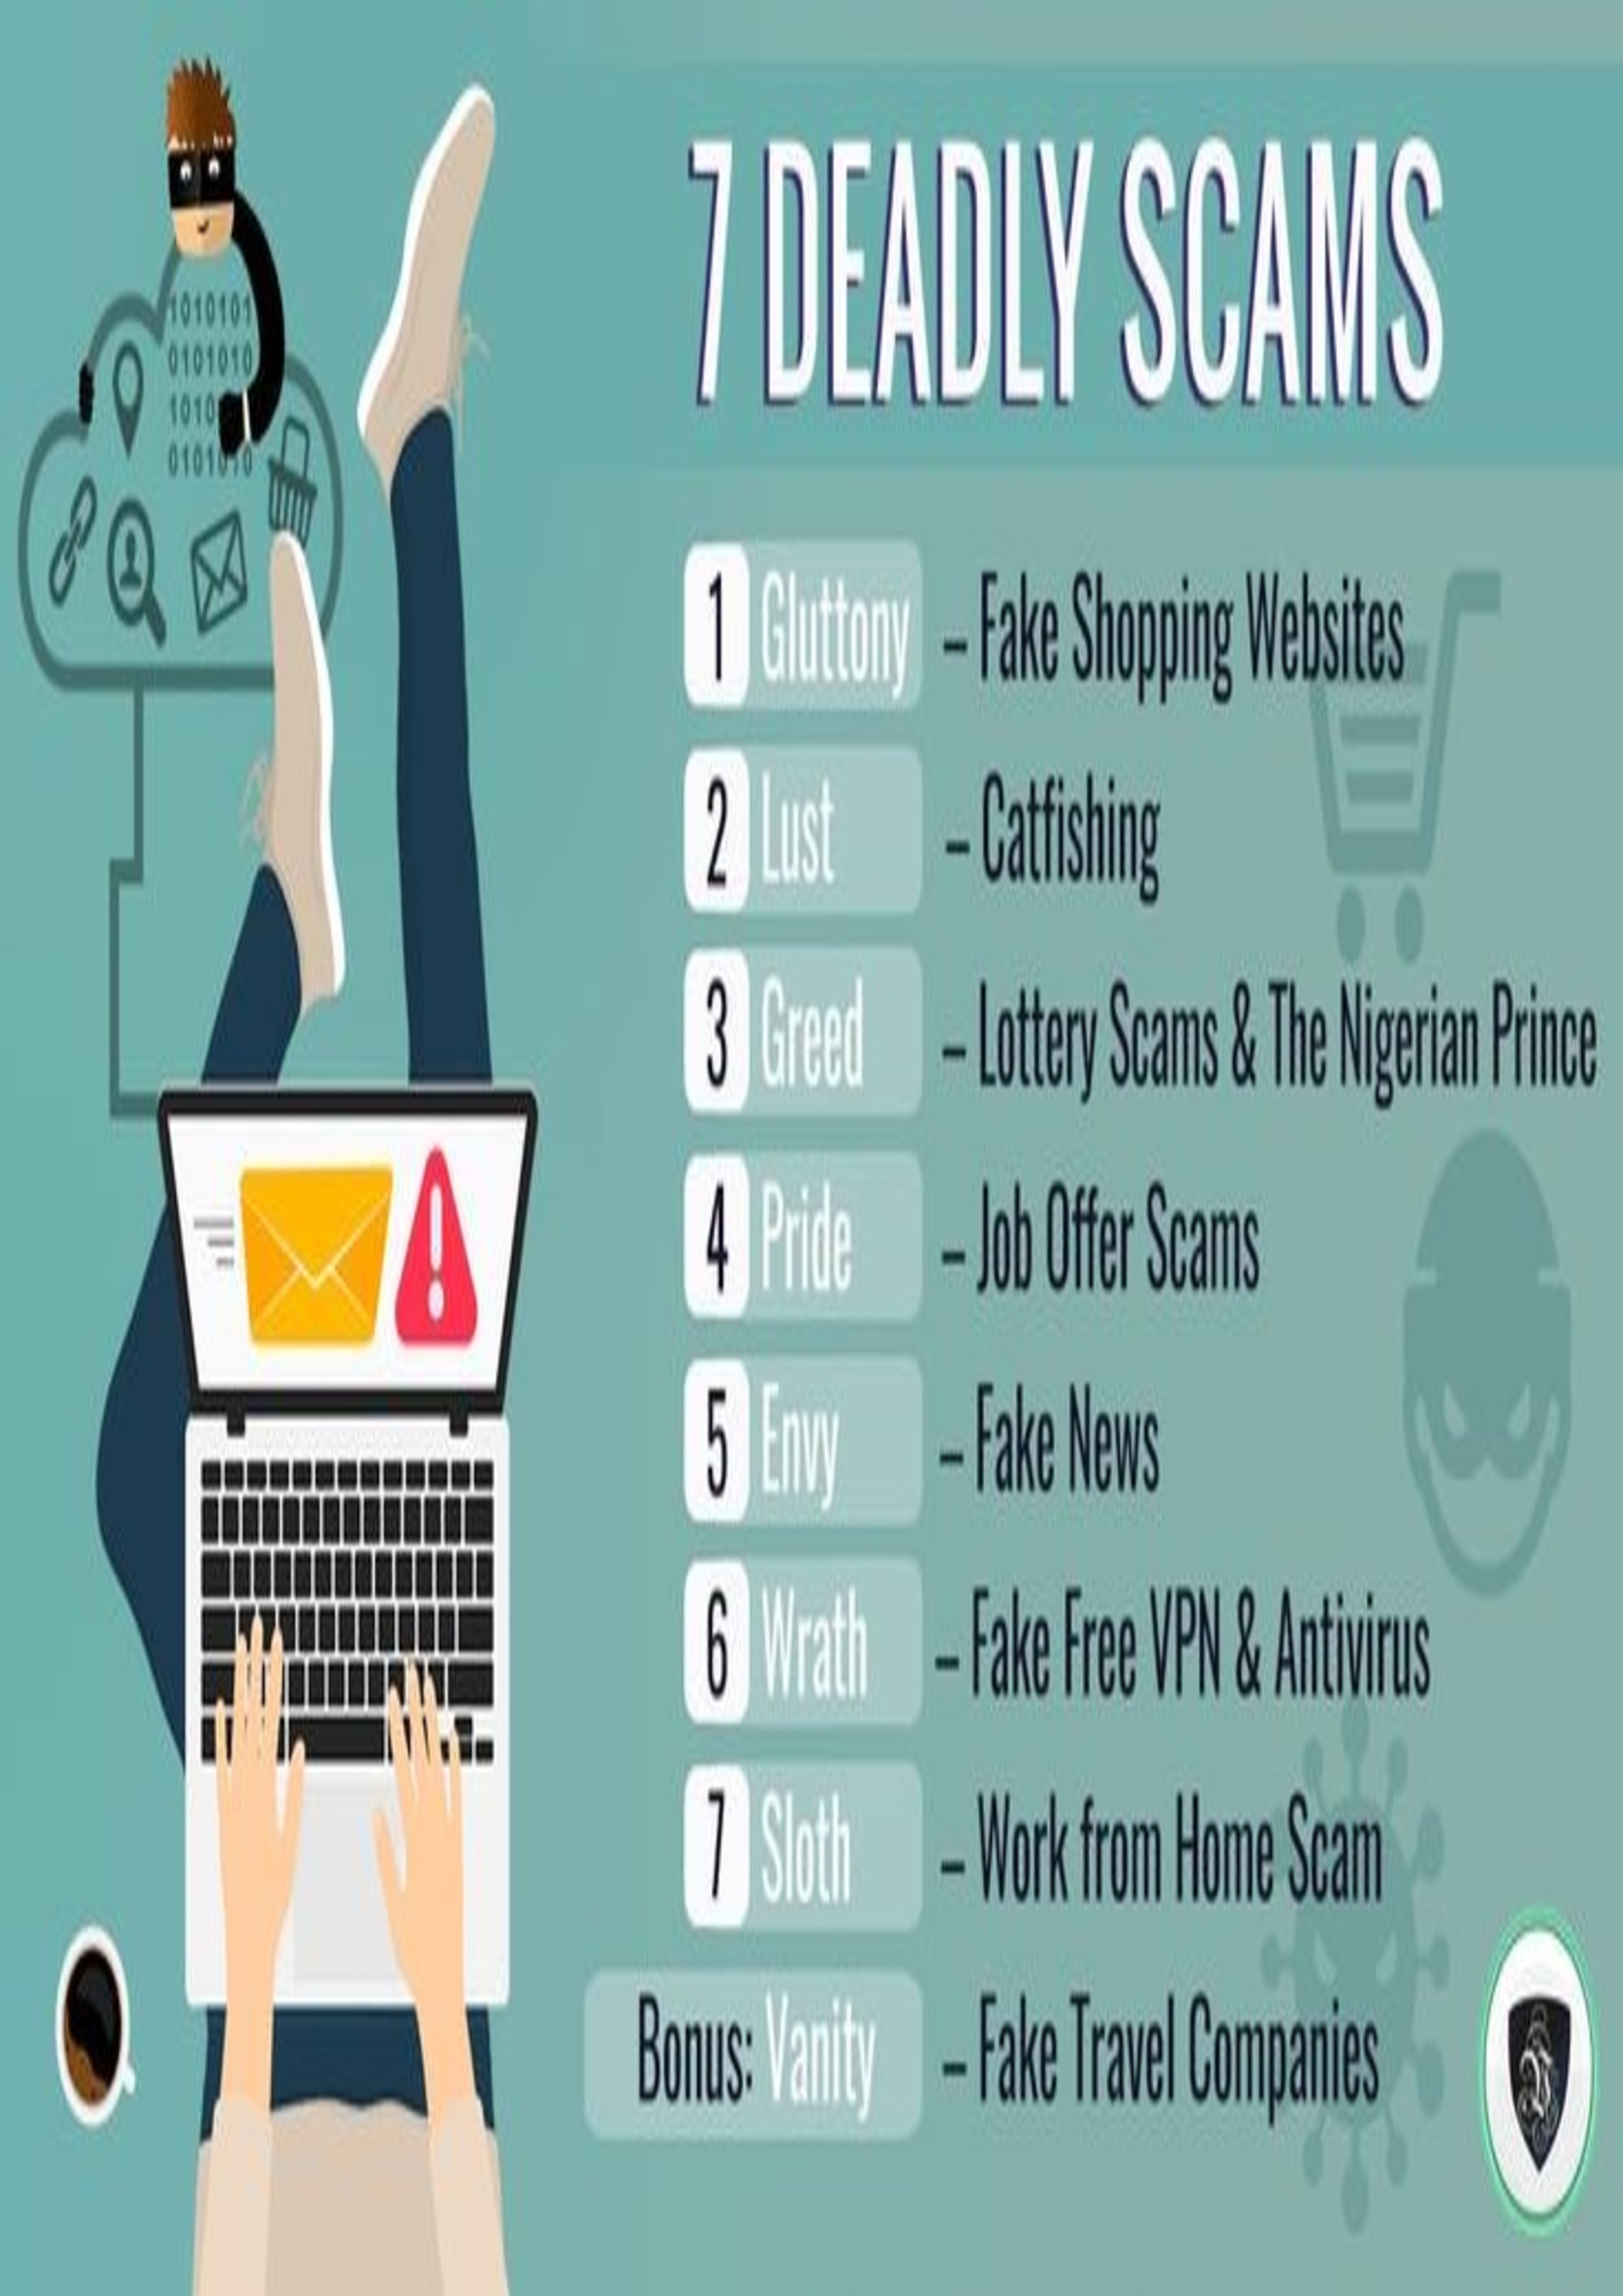 7 DEADLY SCAMS
1010101
0101010
1010
0101010
1 Gluttony – Fake Shopping Websites
2 Lust – Catfishing
3 Greed – Lottery Scams & The Nigerian Prince
4 Pride – Job Offer Scams
5 Envy – Fake News
6 Wrath – Fake Free VPN & Antivirus
7 Sloth – Work from Home Scam
Bonus: Vanity – Fake Travel Companies